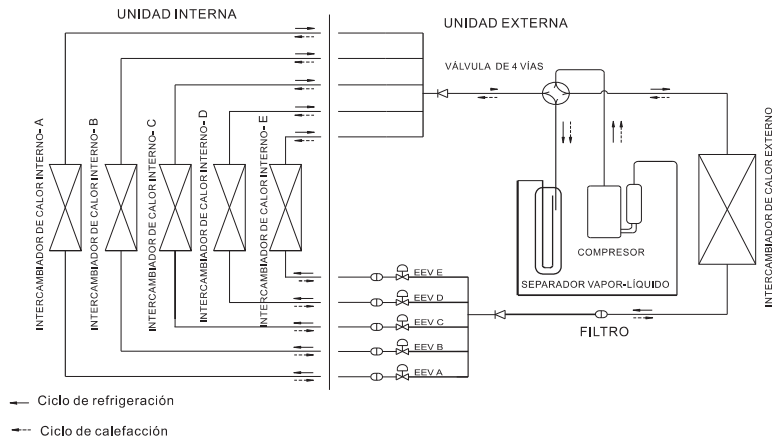 UNIDAD INTERNA
UNIDAD EXTERNA
VÁLVULA DE 4 VÍAS
INTERCAMBIADOR DE CALOR INTERNO- A
INTERCAMBIADOR DE CALOR INTERNO- B
INTERCAMBIADOR DE CALOR INTERNO- C
INTERCAMBIADOR DE CALOR INTERNO- D
INTERCAMBIADOR DE CALOR INTERNO- E
INTERCAMBIADOR DE CALOR EXTERNO
COMPRESOR
SEPARADOR VAPOR-LÍQUIDO
EEV E
EEV D
EEV C
EEV B
EEV A
FILTRO
Ciclo de refrigeración
Ciclo de calefacción